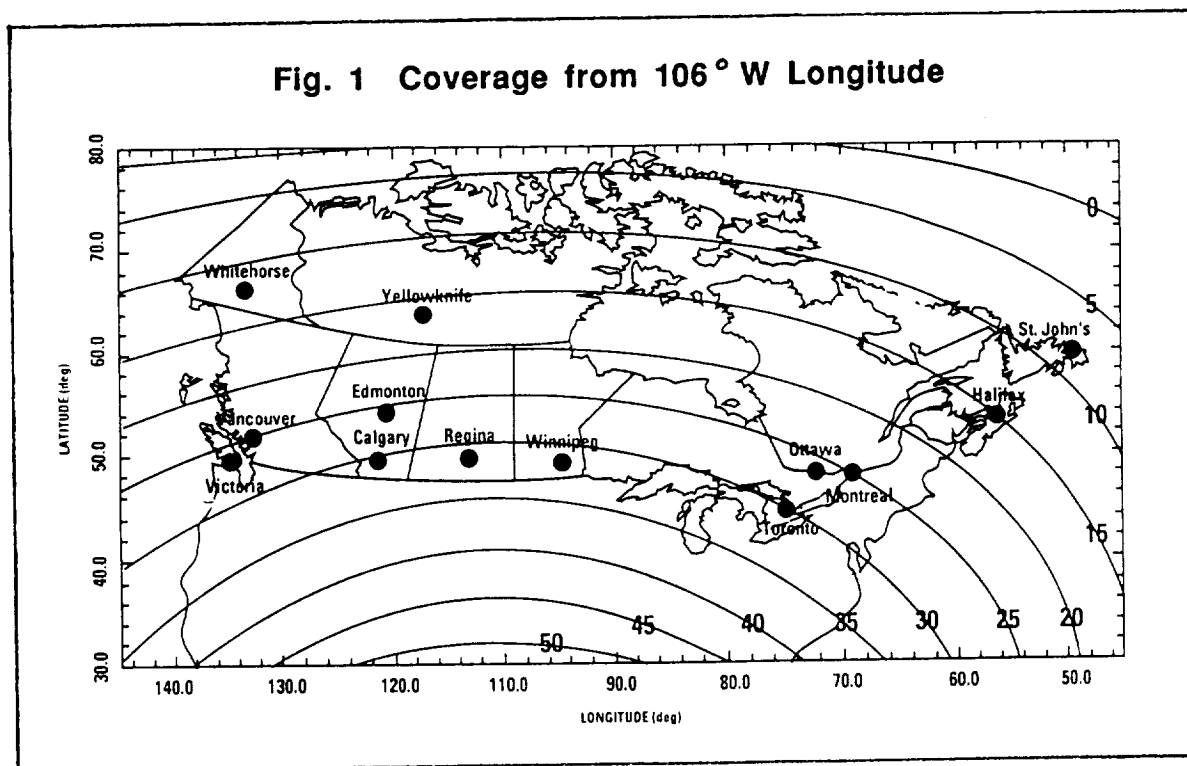 Fig. 1 Coverage from 106° W Longitude
80.0
70.0
60.0
50.0
40.0
30.0
LATITUDE (deg)
0
5
10
15
20
25
30
35
40
45
50
Whitehorse
Yellowknife
St. John's
Halifax
Edmonton
Vancouver
Calgary
Regina
Winnipeg
Ottawa
Victoria
Montreal
Toronto
140.0 130.0 120.0 110.0 100.0 90.0 80.0 70.0 60.0 50.0
LONGITUDE (deg)